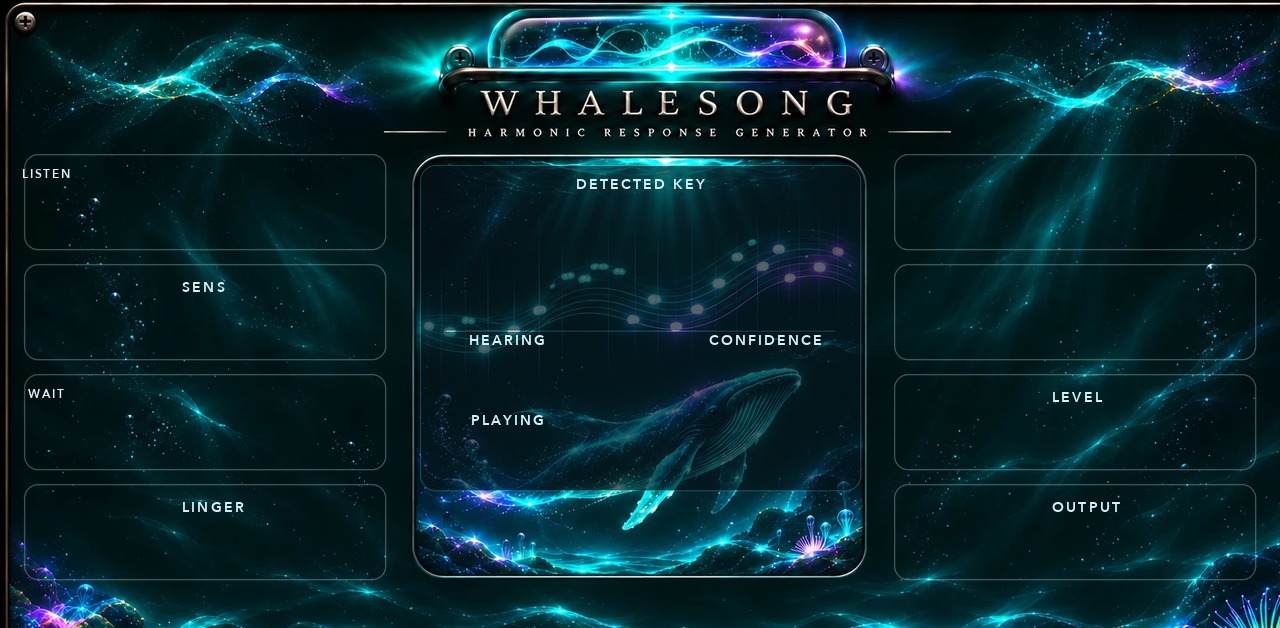 WHALESONG
HARMONIC RESPONSE GENERATOR
LISTEN
SENS
WAIT
LINGER
DETECTED KEY
HEARING
CONFIDENCE
PLAYING
LEVEL
OUTPUT